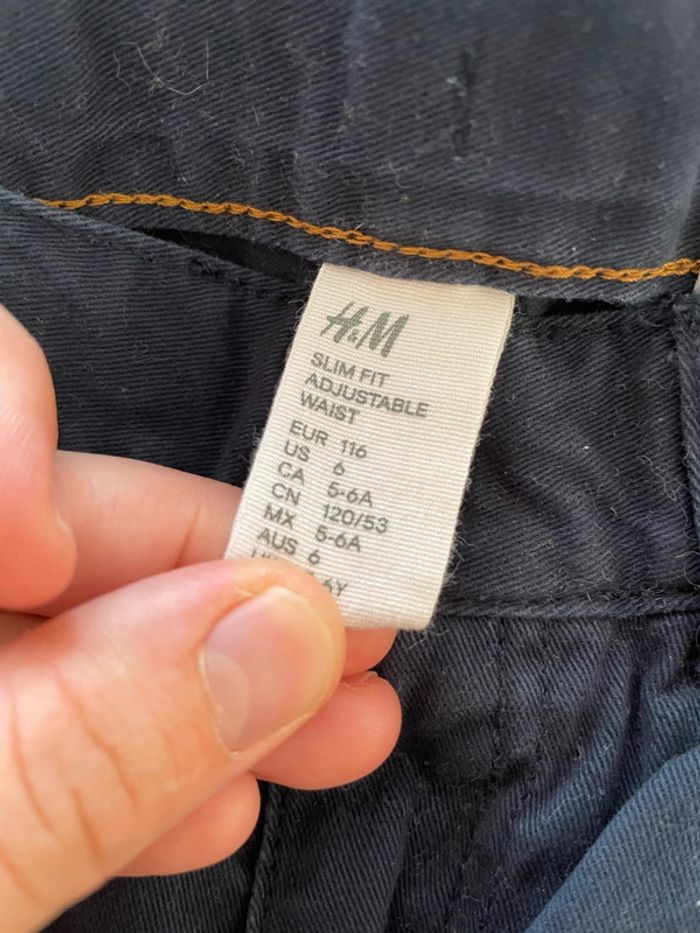 H&M
SLIM FIT
ADJUSTABLE
WAIST
EUR 116
US 6
CA 5-6A
CN 120/53
MX 5-6A
AUS 6